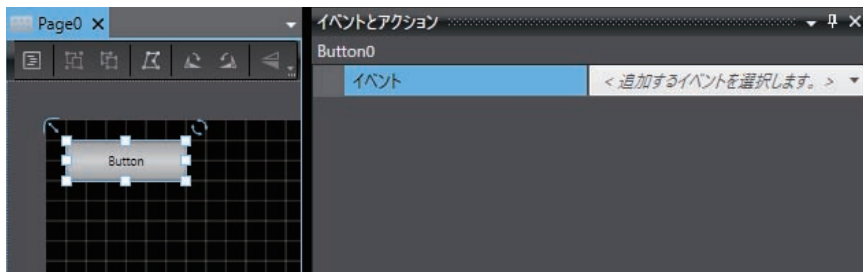 Page0
イベントとアクション
Button0
イベント
< 追加するイベントを選択します。 >
Button